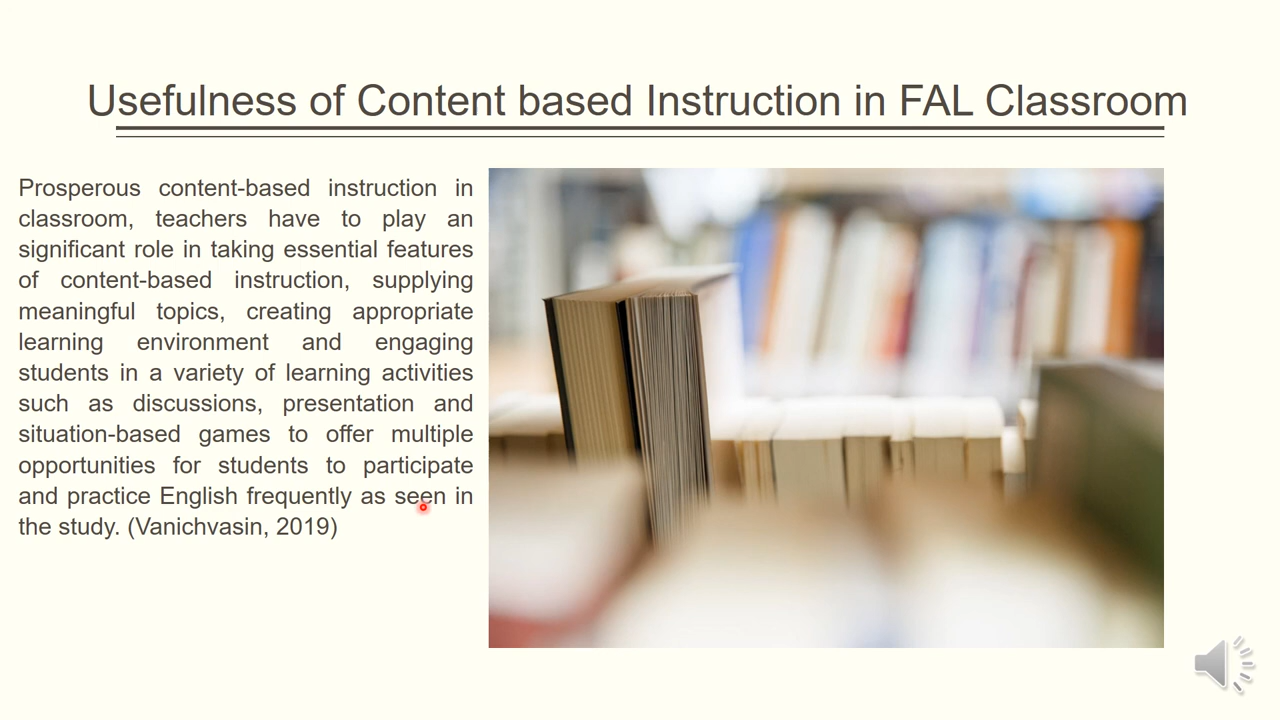 Usefulness of Content based Instruction in FAL Classroom
Prosperous content-based instruction in
classroom, teachers have to play an
significant role in taking essential features
of content-based instruction, supplying
meaningful topics, creating appropriate
learning environment and engaging
students in a variety of learning activities
such as discussions, presentation and
situation-based games to offer multiple
opportunities for students to participate
and practice English frequently as seen in
the study. (Vanichvasin, 2019)